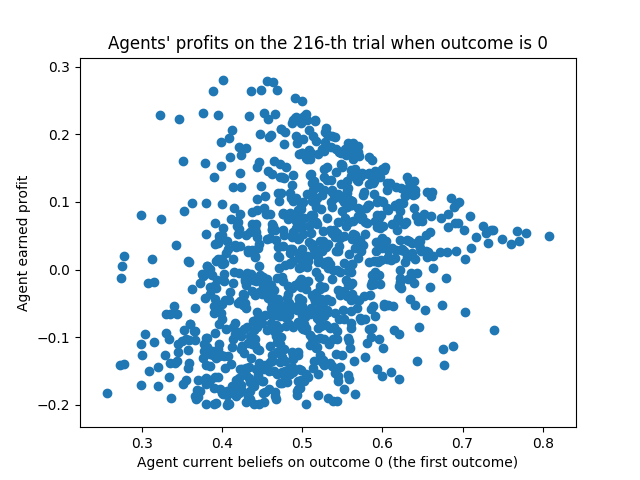 Agents' profits on the 216-th trial when outcome is 0
0.3
0.2
0.1
0.0
−0.1
−0.2
Agent earned profit
0.3 0.4 0.5 0.6 0.7 0.8
Agent current beliefs on outcome 0 (the first outcome)